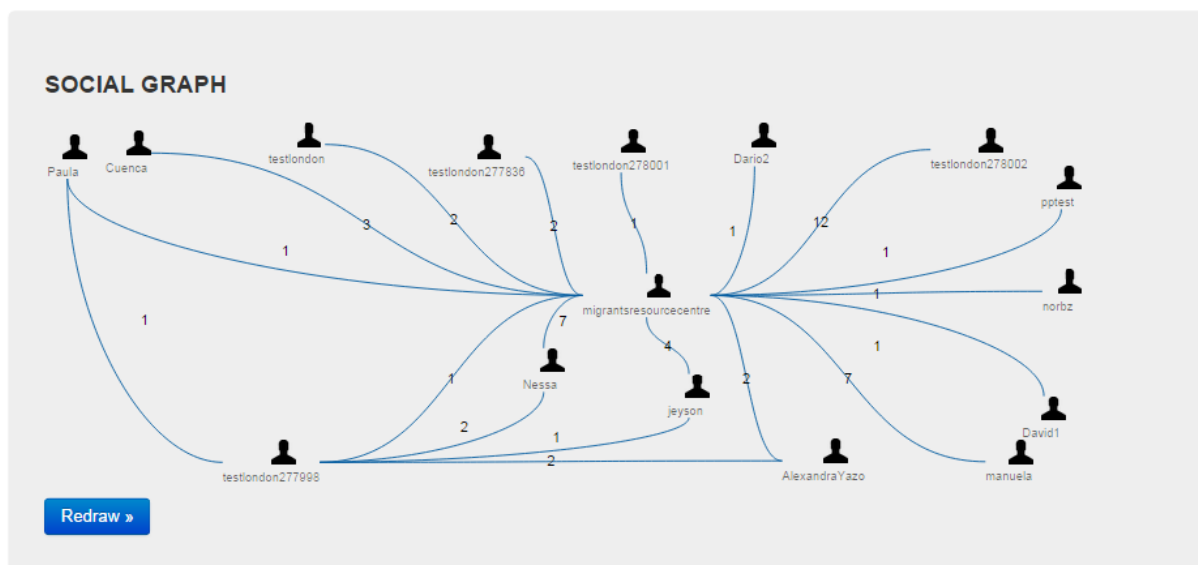 SOCIAL GRAPH
testlondon
Dario2
Cuenca
testlondon277836
testlondon278001
testlondon278002
Paula
pptest
3
2
2
1
1
12
1
1
1
norbz
migrantsresourcecentre
1
7
4
1
Nessa
1
2
7
jeyson
2
1
David1
2
testlondon277998
AlexandraYazo
manuela
Redraw »